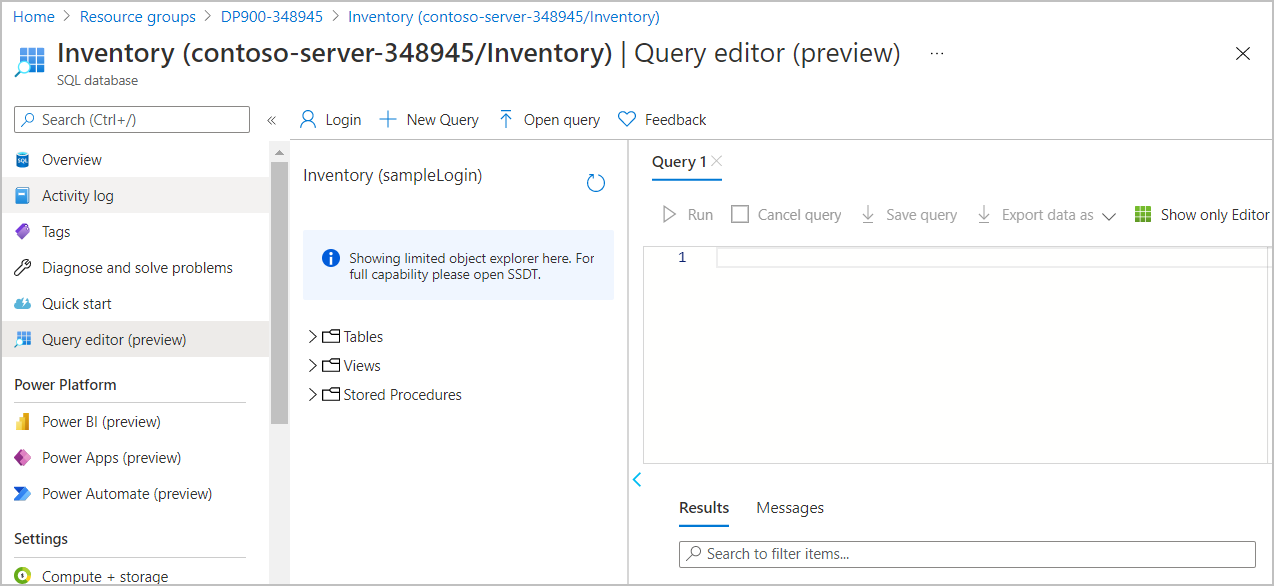 Home > Resource groups > DP900-348945 > Inventory (contoso-server-348945/Inventory)
Inventory (contoso-server-348945/Inventory) | Query editor (preview) ...
SQL database
Search (Ctrl+/)
«
Login
New Query
Open query
Feedback
Overview
Activity log
Tags
Diagnose and solve problems
Quick start
Query editor (preview)
Power Platform
Power BI (preview)
Power Apps (preview)
Power Automate (preview)
Settings
Compute + storage
Inventory (sampleLogin)
Showing limited object explorer here. For
full capability please open SSDT.
Tables
Views
Stored Procedures
Query 1
Run
Cancel query
Save query
Export data as
Show only Editor
1
Results
Messages
Search to filter items...